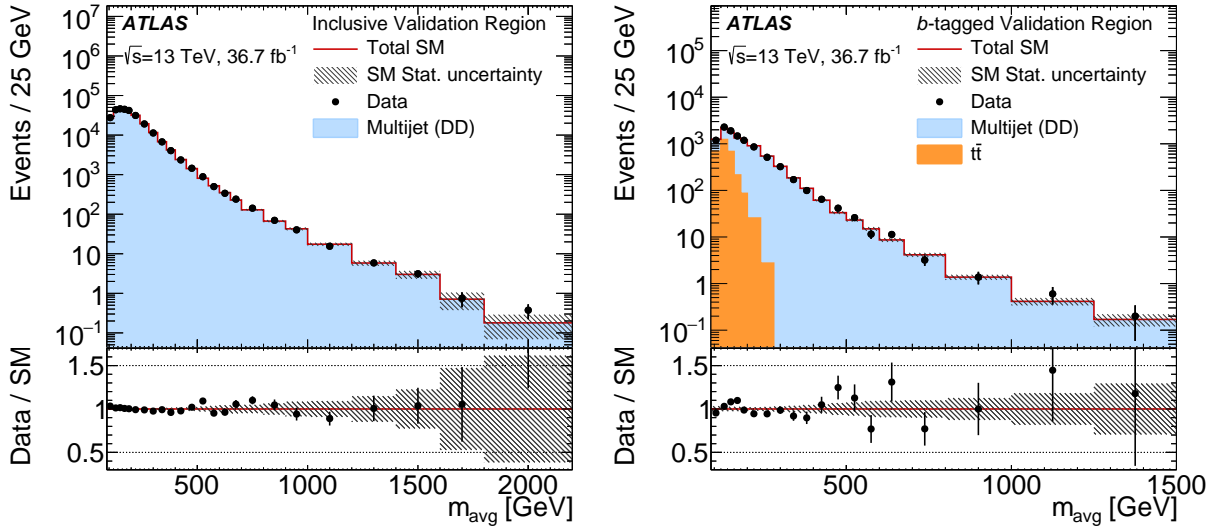 ATLAS Inclusive Validation Region
√s=13 TeV, 36.7 fb⁻¹
Total SM
SM Stat. uncertainty
Data
Multijet (DD)
Events / 25 GeV
10⁷
10⁶
10⁵
10⁴
10³
10²
10
1
10⁻¹
Data / SM
1.5
1
0.5
500 1000 1500 2000
m_avg [GeV]
ATLAS b-tagged Validation Region
√s=13 TeV, 36.7 fb⁻¹
Total SM
SM Stat. uncertainty
Data
Multijet (DD)
tt̄
Events / 25 GeV
10⁵
10⁴
10³
10²
10
1
10⁻¹
Data / SM
1.5
1
0.5
500 1000 1500
m_avg [GeV]